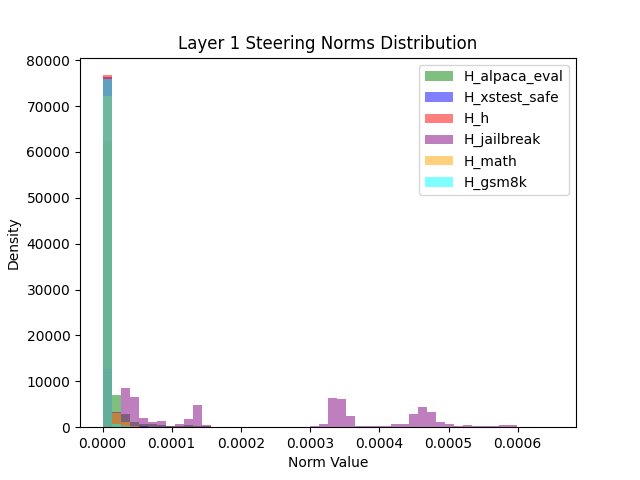 Layer 1 Steering Norms Distribution
80000
70000
60000
50000
40000
30000
20000
10000
0
Density
H_alpaca_eval
H_xstest_safe
H_h
H_jailbreak
H_math
H_gsm8k
0.0000 0.0001 0.0002 0.0003 0.0004 0.0005 0.0006
Norm Value